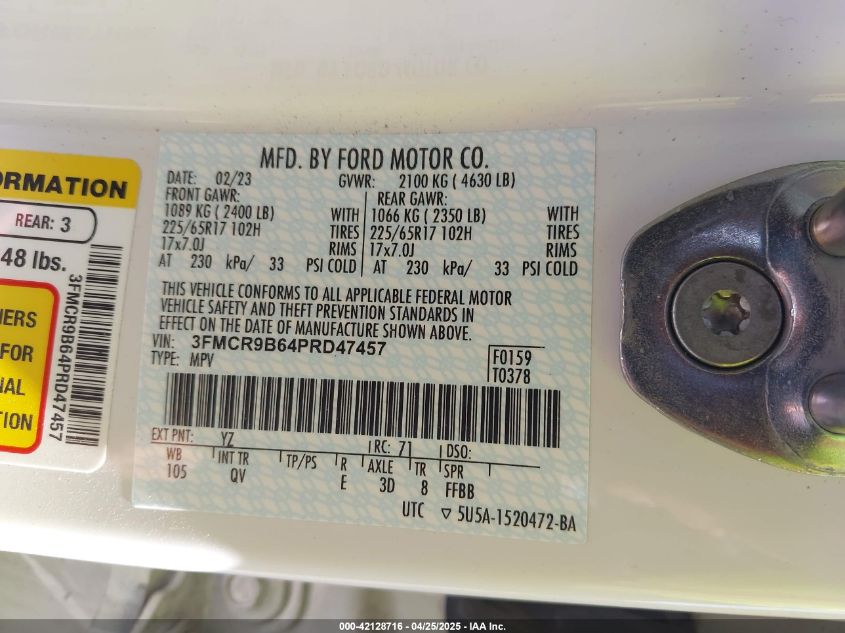 ORMATION
REAR: 3
48 lbs.
HERS
FOR
NAL
TION
3FMCR9B64PRD47457
MFD. BY FORD MOTOR CO.
DATE: 02/23 GVWR: 2100 KG ( 4630 LB)
FRONT GAWR: REAR GAWR:
1089 KG ( 2400 LB) WITH 1066 KG ( 2350 LB) WITH
225/65R17 102H TIRES 225/65R17 102H TIRES
17x7.0J RIMS 17x7.0J RIMS
AT 230 kPa/ 33 PSI COLD AT 230 kPa/ 33 PSI COLD
THIS VEHICLE CONFORMS TO ALL APPLICABLE FEDERAL MOTOR
VEHICLE SAFETY AND THEFT PREVENTION STANDARDS IN
EFFECT ON THE DATE OF MANUFACTURE SHOWN ABOVE.
VIN: 3FMCR9B64PRD47457
TYPE: MPV
F0159
T0378
EXT PNT: YZ RC: 71 DSO:
WB INT TR TP/PS R AXLE TR SPR
105 QV E 3D 8 FFBB
UTC ▽ 5U5A-1520472-BA
000-42128716 - 04/25/2025 - IAA Inc.